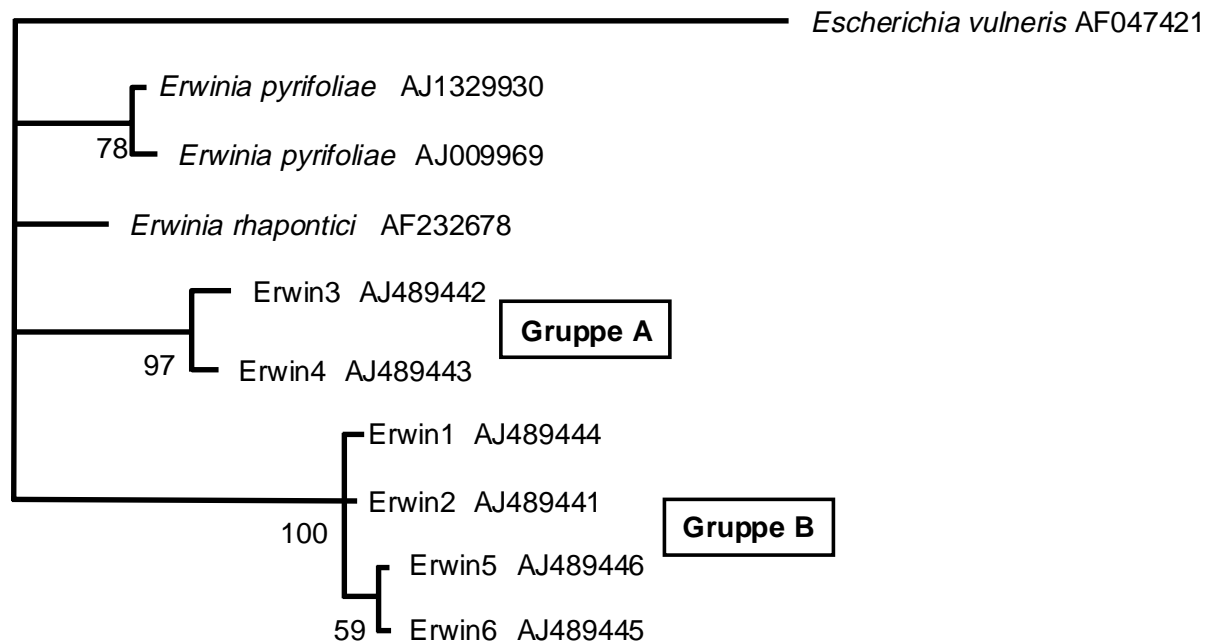 Escherichia vulneris AF047421
Erwinia pyrifoliae AJ1329930
78
Erwinia pyrifoliae AJ009969
Erwinia rhapontici AF232678
Erwin3 AJ489442
Gruppe A
97
Erwin4 AJ489443
Erwin1 AJ489444
Erwin2 AJ489441
100
Gruppe B
Erwin5 AJ489446
59
Erwin6 AJ489445